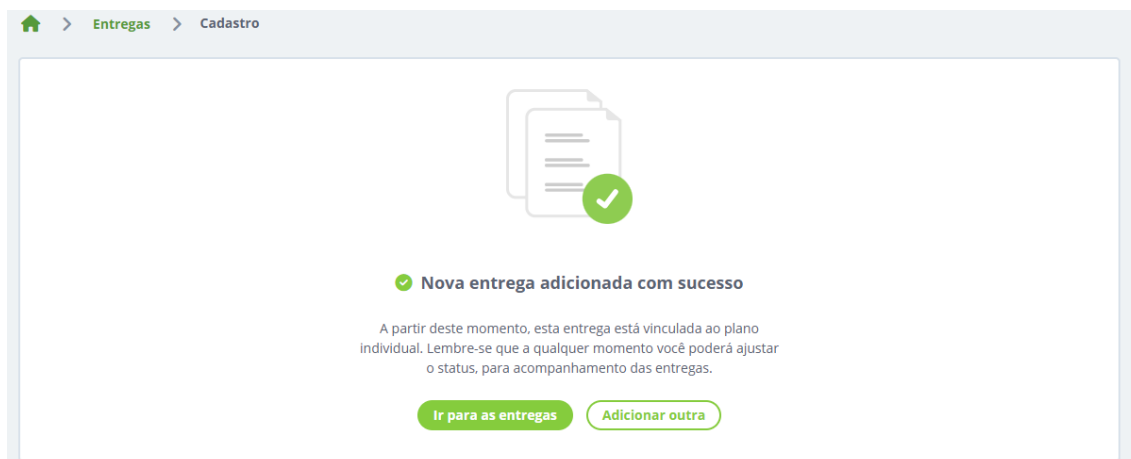 Entregas > Cadastro
Nova entrega adicionada com sucesso
A partir deste momento, esta entrega está vinculada ao plano
individual. Lembre-se que a qualquer momento você poderá ajustar
o status, para acompanhamento das entregas.
Ir para as entregas Adicionar outra